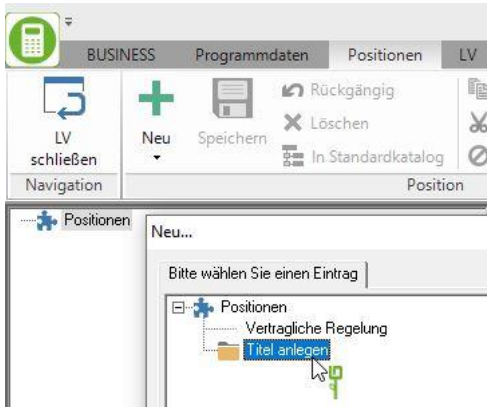 BUSINESS Programmdaten Positionen LV
LV schließen
Neu
Speichern
Rückgängig
Löschen
In Standardkatalog
Navigation
Position
Positionen
Neu...
Bitte wählen Sie einen Eintrag
Positionen
Vertragliche Regelung
Titel anlegen